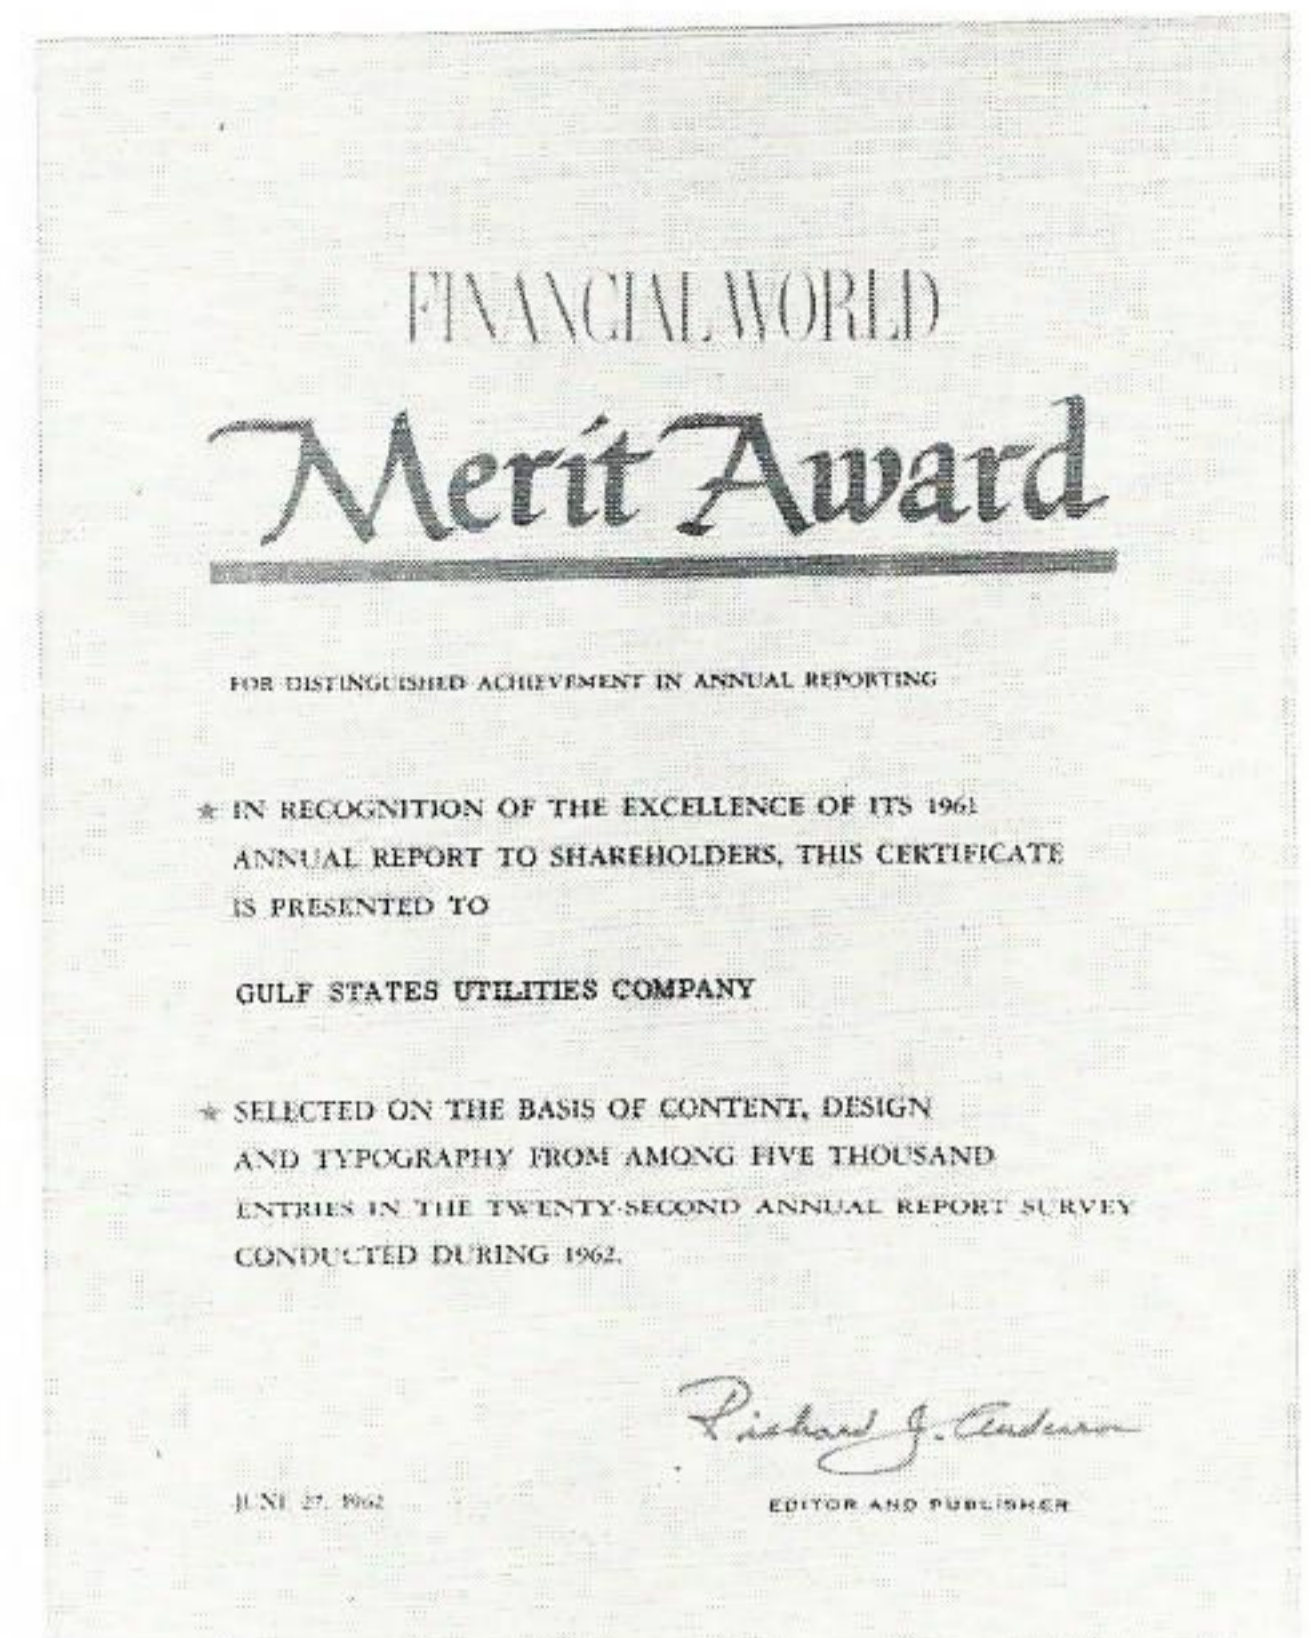 FINANCIAL WORLD
Merit Award
FOR DISTINGUISHED ACHIEVEMENT IN ANNUAL REPORTING
★ IN RECOGNITION OF THE EXCELLENCE OF ITS 1961
ANNUAL REPORT TO SHAREHOLDERS, THIS CERTIFICATE
IS PRESENTED TO
GULF STATES UTILITIES COMPANY
★ SELECTED ON THE BASIS OF CONTENT, DESIGN
AND TYPOGRAPHY FROM AMONG FIVE THOUSAND
ENTRIES IN THE TWENTY-SECOND ANNUAL REPORT SURVEY
CONDUCTED DURING 1962.
Richard J. Anderson
JUNE 27, 1962
EDITOR AND PUBLISHER